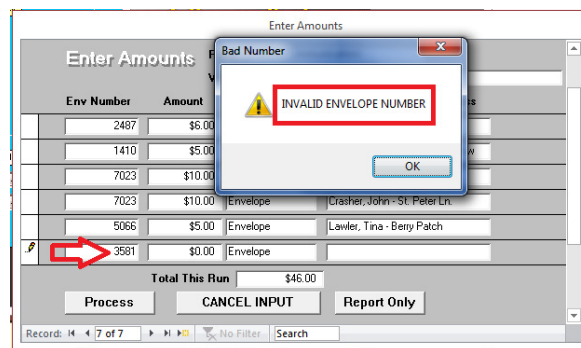 Enter Amounts
Enter Amounts
Bad Number
INVALID ENVELOPE NUMBER
OK
Env Number Amount
2487 $6.00
1410 $5.00
7023 $10.00
7023 $10.00 Envelope Crasher, John - St. Peter Ln.
5066 $5.00 Envelope Lawler, Tina - Berry Patch
3581 $0.00 Envelope
Total This Run $46.00
Process CANCEL INPUT Report Only
Record: 7 of 7 No Filter Search